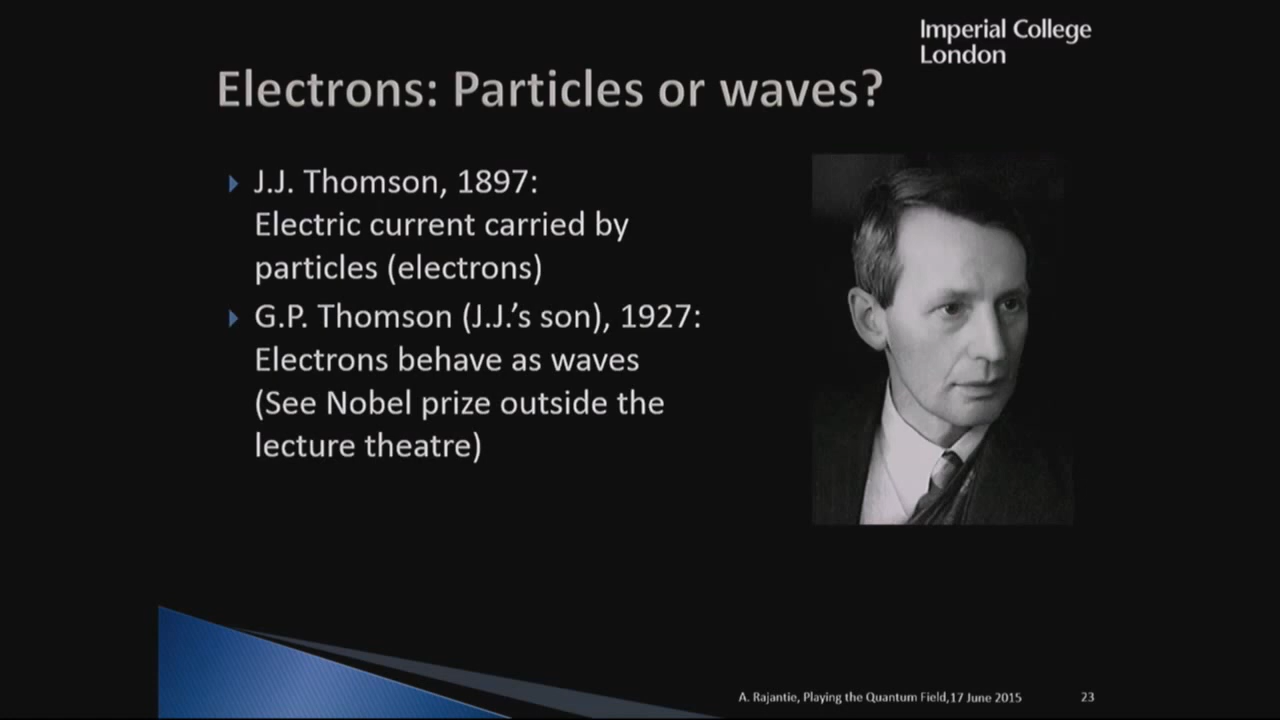 Imperial College
London
Electrons: Particles or waves?
J.J. Thomson, 1897:
Electric current carried by
particles (electrons)
G.P. Thomson (J.J.’s son), 1927:
Electrons behave as waves
(See Nobel prize outside the
lecture theatre)
A. Rajantie, Playing the Quantum Field,17 June 2015
23